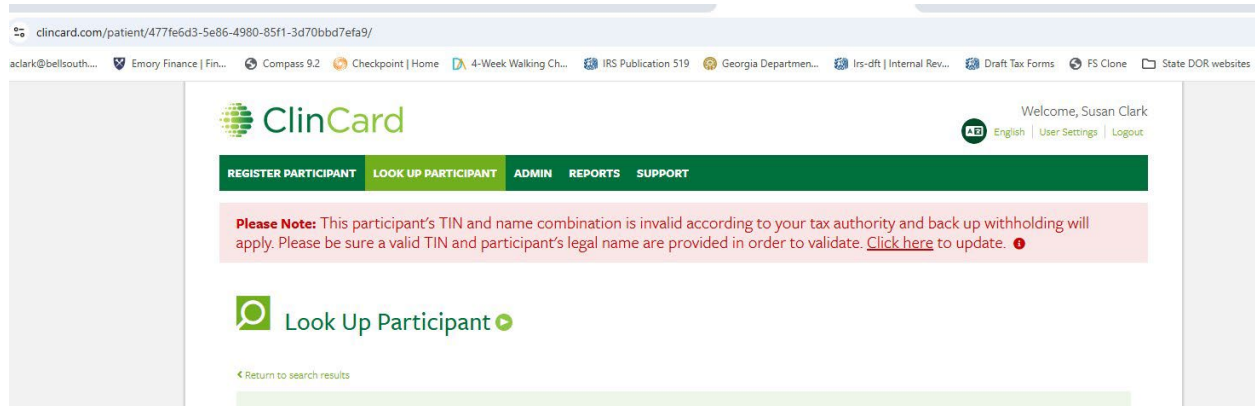 clincard.com/patient/477fe6d3-5e86-4980-85f1-3d70bbd7efa9/
aclark@bellsouth.... Emory Finance | Fin... Compass 9.2 Checkpoint | Home 4-Week Walking Ch... IRS Publication 519 Georgia Departmen... Irs-dft | Internal Rev... Draft Tax Forms FS Clone State DOR websites
ClinCard
Welcome, Susan Clark
English | User Settings | Logout
REGISTER PARTICIPANT LOOK UP PARTICIPANT ADMIN REPORTS SUPPORT
Please Note: This participant's TIN and name combination is invalid according to your tax authority and back up withholding will
apply. Please be sure a valid TIN and participant's legal name are provided in order to validate. Click here to update.
Look Up Participant
Return to search results